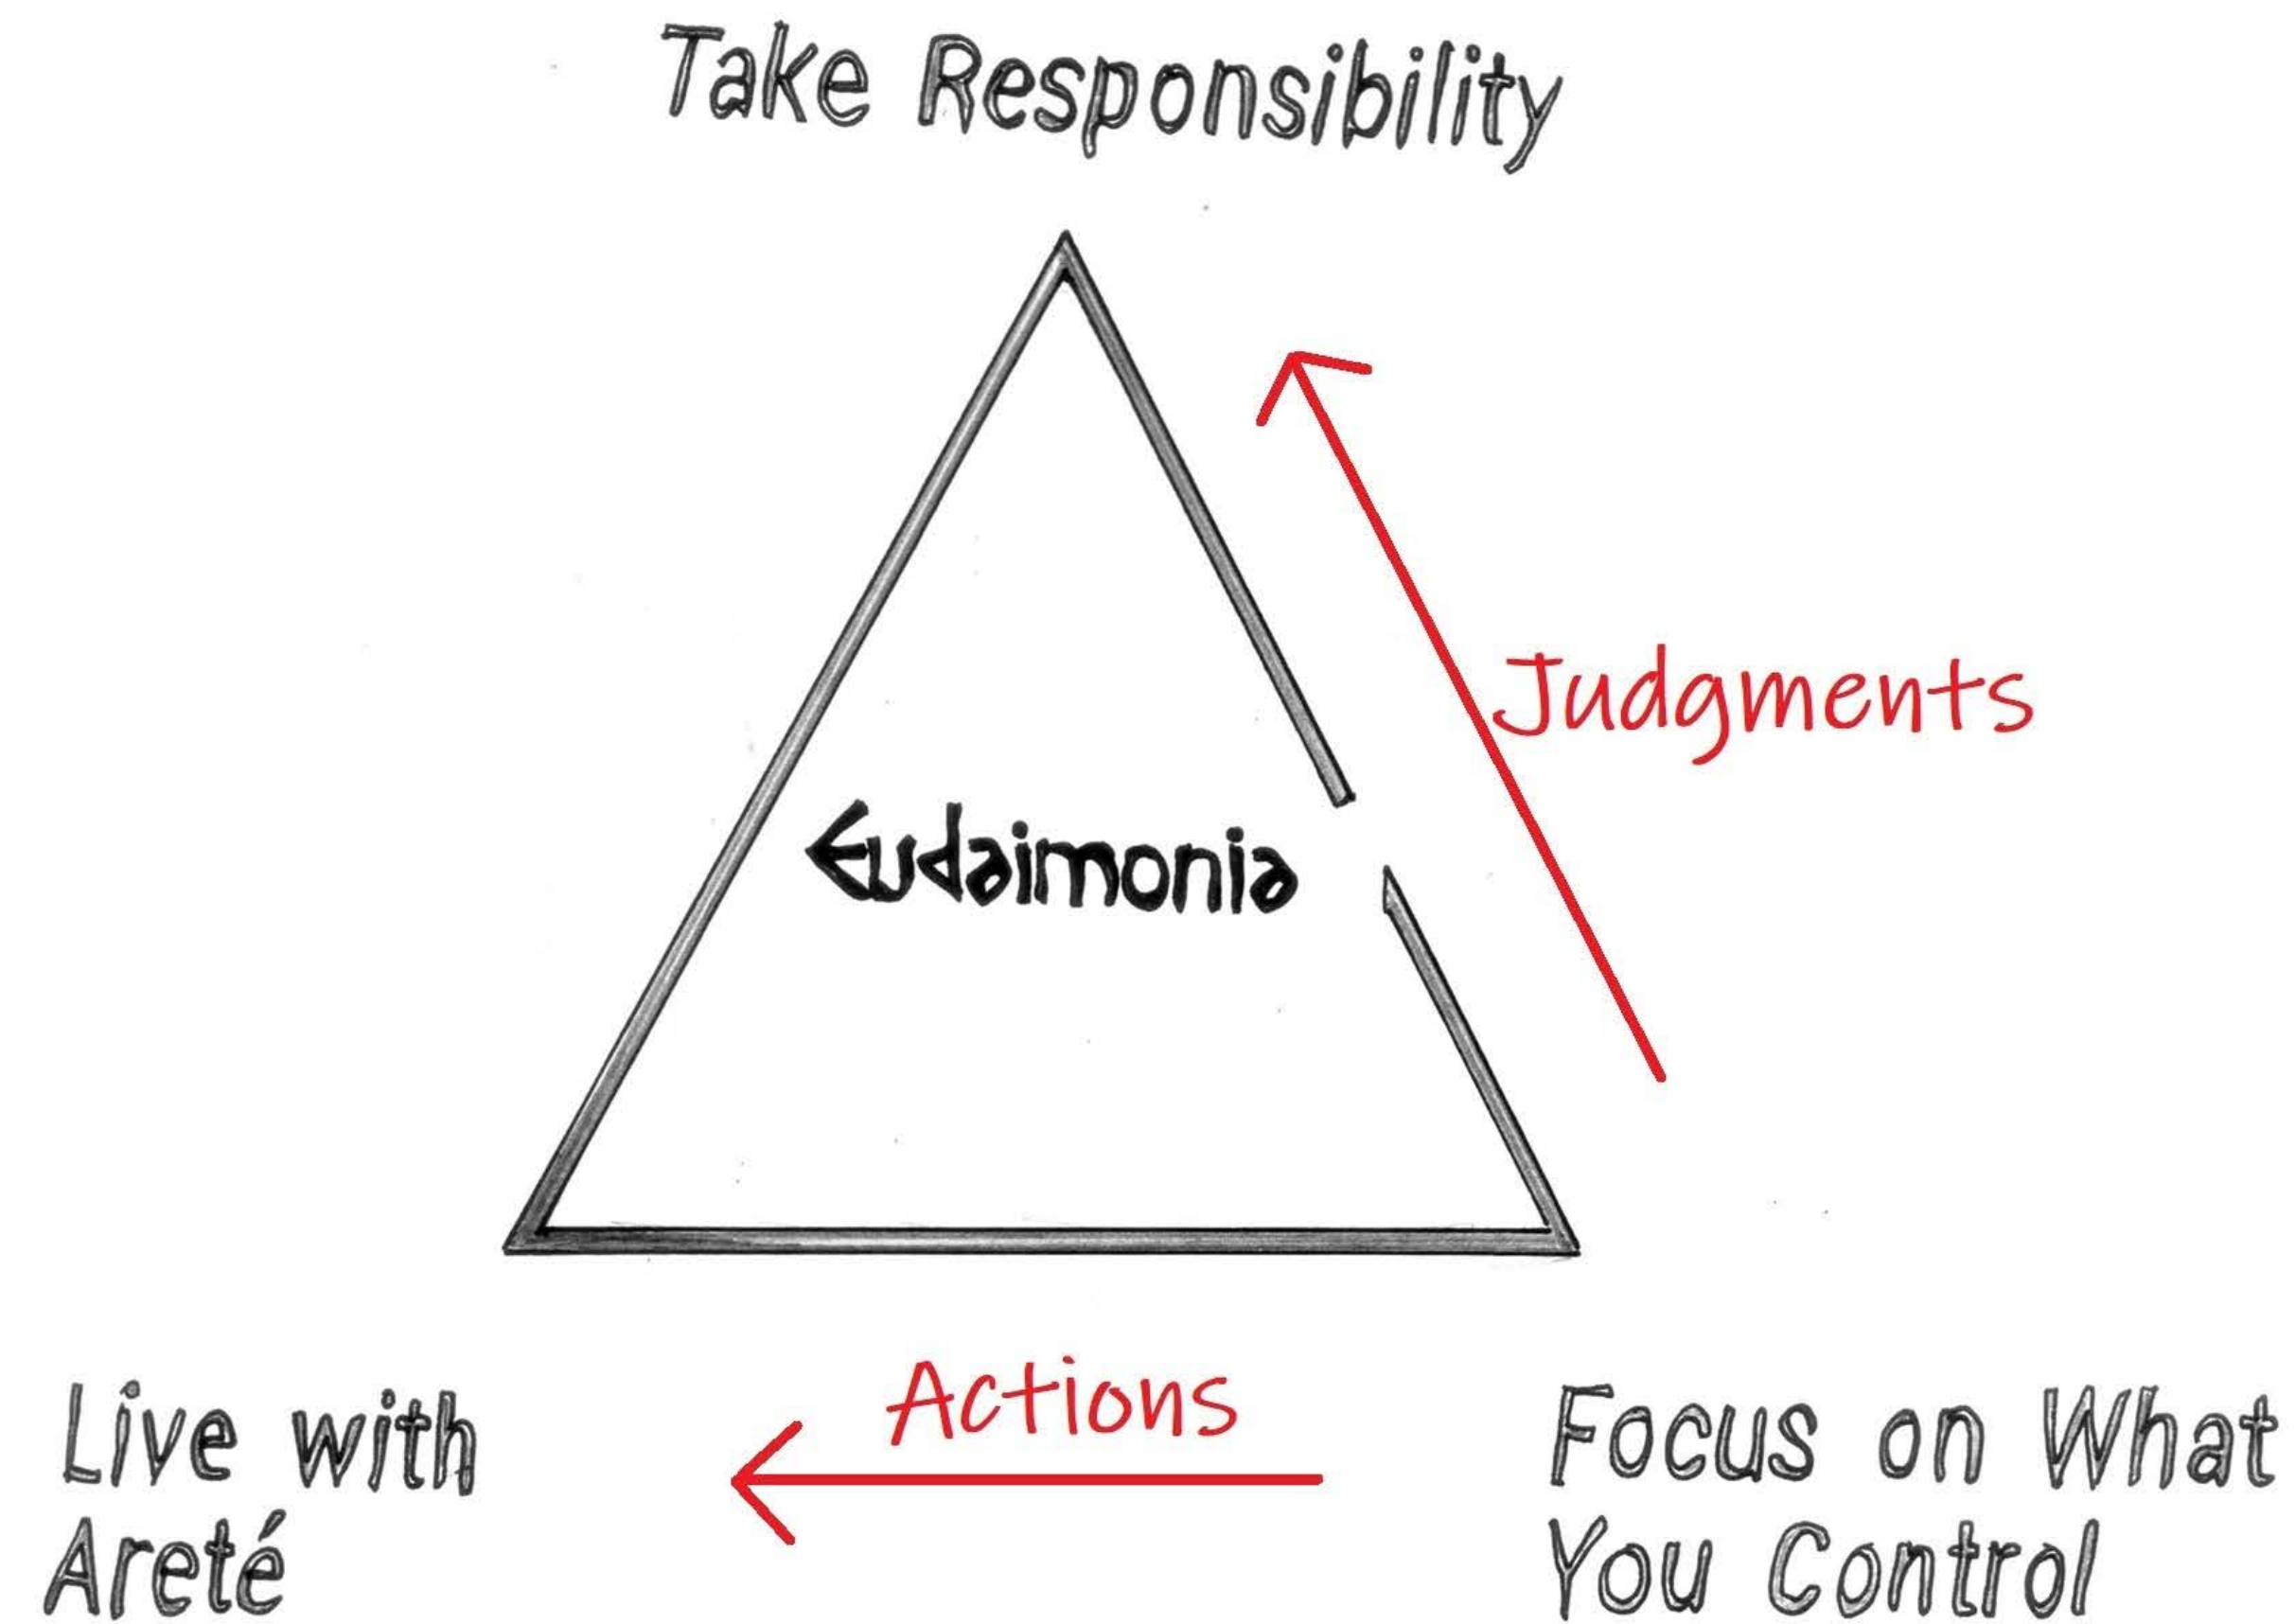 Take Responsibility
Judgments
Eudaimonia
Actions
Live with
Areté
Focus on What
You Control